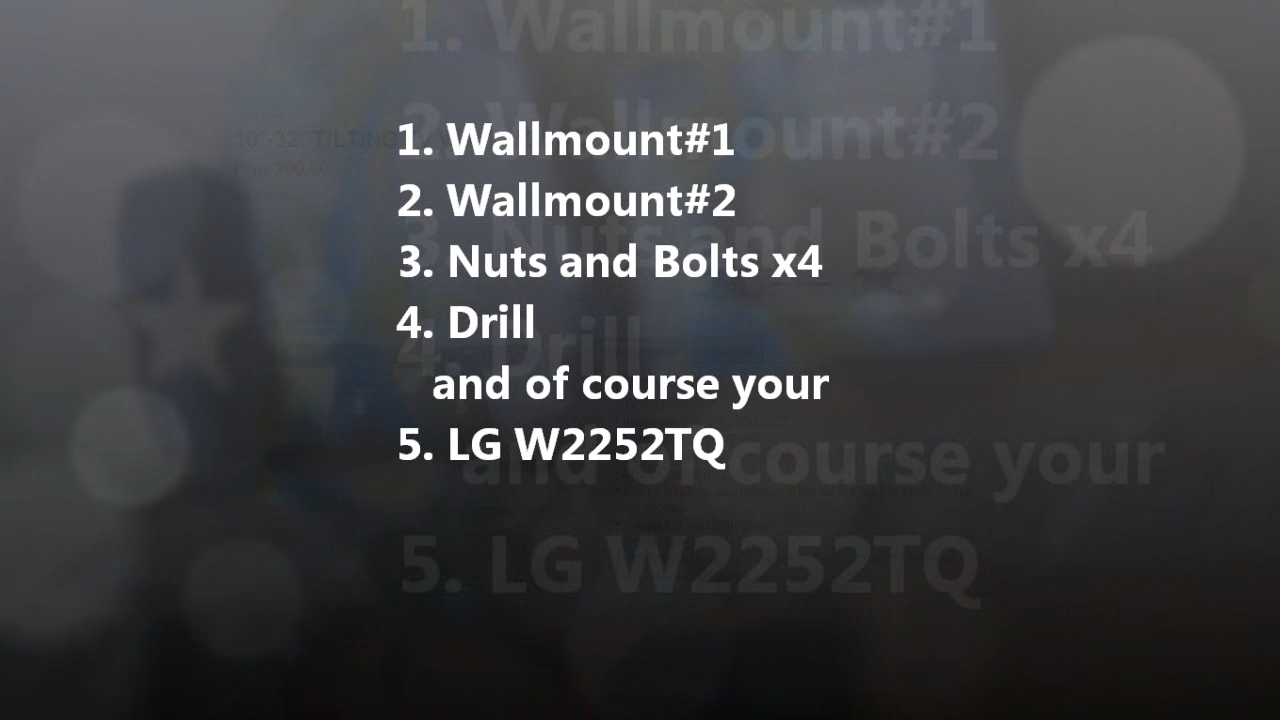 1. Wallmount#1
2. Wallmount#2
3. Nuts and Bolts x4
4. Drill
and of course your
5. LG W2252TQ